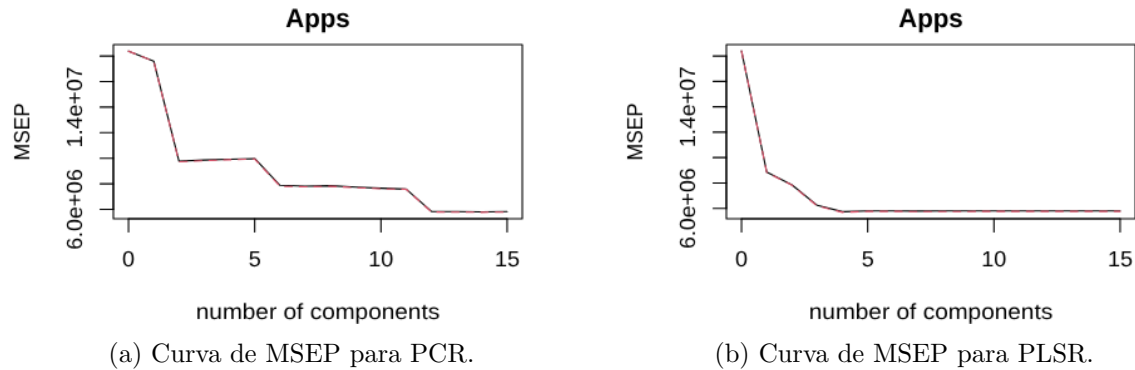 Apps
MSEP
6.0e+06 1.4e+07
0 5 10 15
number of components
(a) Curva de MSEP para PCR.
Apps
MSEP
6.0e+06 1.4e+07
0 5 10 15
number of components
(b) Curva de MSEP para PLSR.